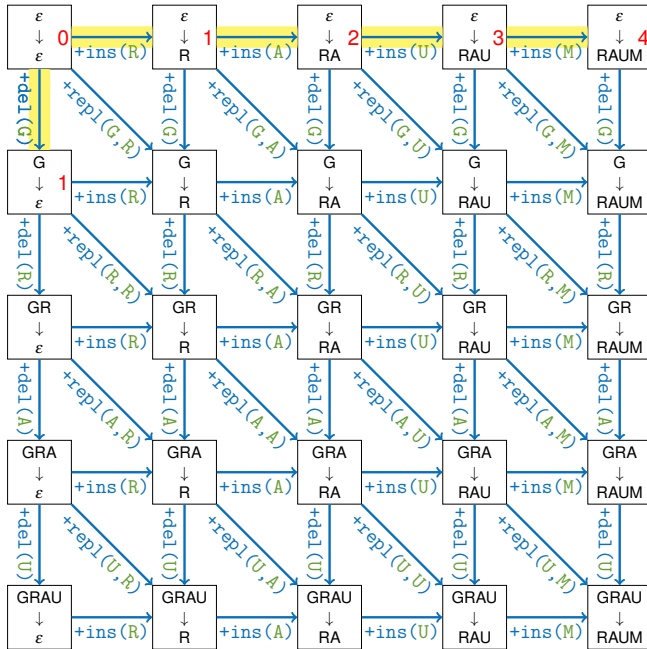 ε ε ε ε ε
↓ 0 ↓ 1 ↓ 2 ↓ 3 ↓ 4
ε +ins(R) R +ins(A) RA +ins(U) RAU +ins(M) RAUM
+del(G) +repl(G,R) +del(G) +repl(G,A) +del(G) +repl(G,U) +del(G) +repl(G,M) +del(G)
G G G G G
↓ 1 ↓ ↓ ↓ ↓
ε +ins(R) R +ins(A) RA +ins(U) RAU +ins(M) RAUM
+del(R) +repl(R,R) +del(R) +repl(R,A) +del(R) +repl(R,U) +del(R) +repl(R,M) +del(R)
GR GR GR GR GR
↓ ↓ ↓ ↓ ↓
ε +ins(R) R +ins(A) RA +ins(U) RAU +ins(M) RAUM
+del(A) +repl(A,R) +del(A) +repl(A,A) +del(A) +repl(A,U) +del(A) +repl(A,M) +del(A)
GRA GRA GRA GRA GRA
↓ ↓ ↓ ↓ ↓
ε +ins(R) R +ins(A) RA +ins(U) RAU +ins(M) RAUM
+del(U) +repl(U,R) +del(U) +repl(U,A) +del(U) +repl(U,U) +del(U) +repl(U,M) +del(U)
GRAU GRAU GRAU GRAU GRAU
↓ ↓ ↓ ↓ ↓
ε +ins(R) R +ins(A) RA +ins(U) RAU +ins(M) RAUM